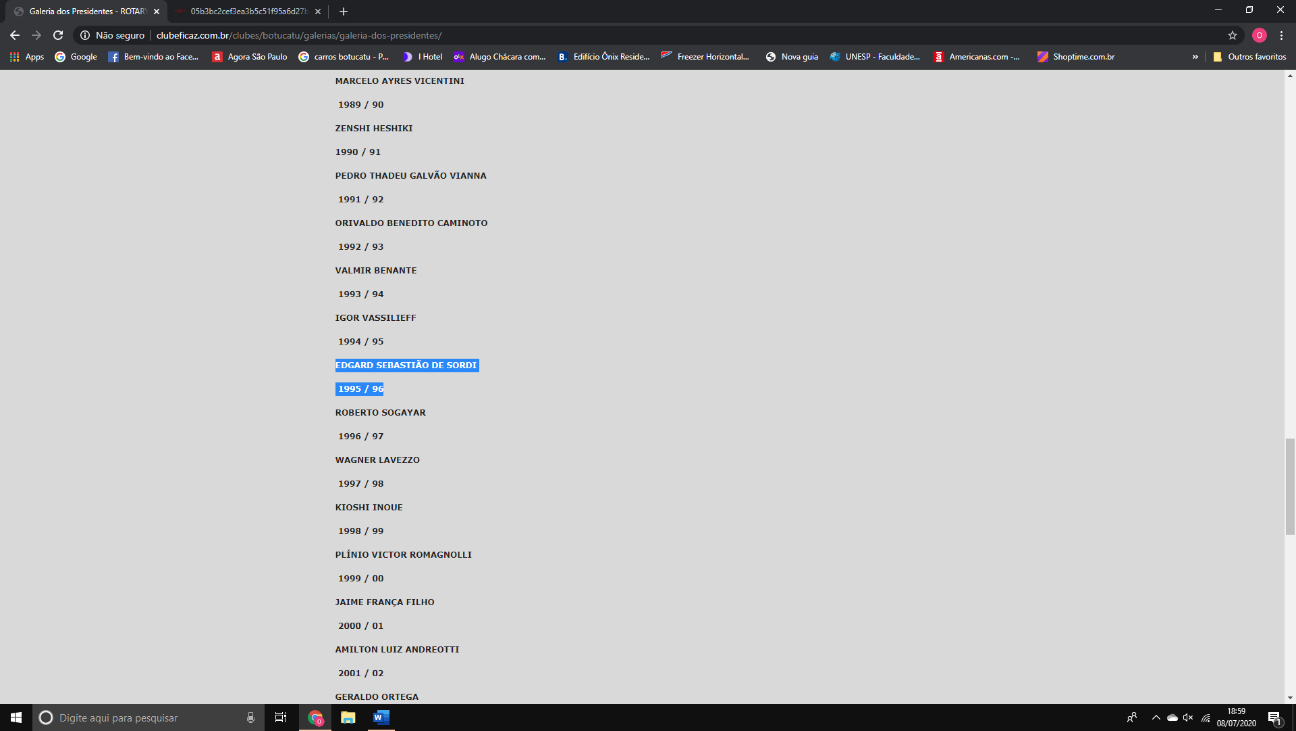 Galeria dos Presidentes - ROTARY
05b3bc2cef3ea3b5c51f95a6d27b
Não seguro
clubeficaz.com.br/clubes/botucatu/galerias/galeria-dos-presidentes/
O
Apps
Google
Bem-vindo ao Face...
Agora São Paulo
carros botucatu - P...
I Hotel
Alugo Chácara com...
Edifício Ônix Reside...
Freezer Horizontal...
Nova guia
UNESP - Faculdade...
Americanas.com -...
Shoptime.com.br
»
Outros favoritos
MARCELO AYRES VICENTINI
1989 / 90
ZENSHI HESHIKI
1990 / 91
PEDRO THADEU GALVÃO VIANNA
1991 / 92
ORIVALDO BENEDITO CAMINOTO
1992 / 93
VALMIR BENANTE
1993 / 94
IGOR VASSILIEFF
1994 / 95
EDGARD SEBASTIÃO DE SORDI
1995 / 96
ROBERTO SOGAYAR
1996 / 97
WAGNER LAVEZZO
1997 / 98
KIOSHI INOUE
1998 / 99
PLÍNIO VICTOR ROMAGNOLLI
1999 / 00
JAIME FRANÇA FILHO
2000 / 01
AMILTON LUIZ ANDREOTTI
2001 / 02
GERALDO ORTEGA
Digite aqui para pesquisar
18:59
08/07/2020
1